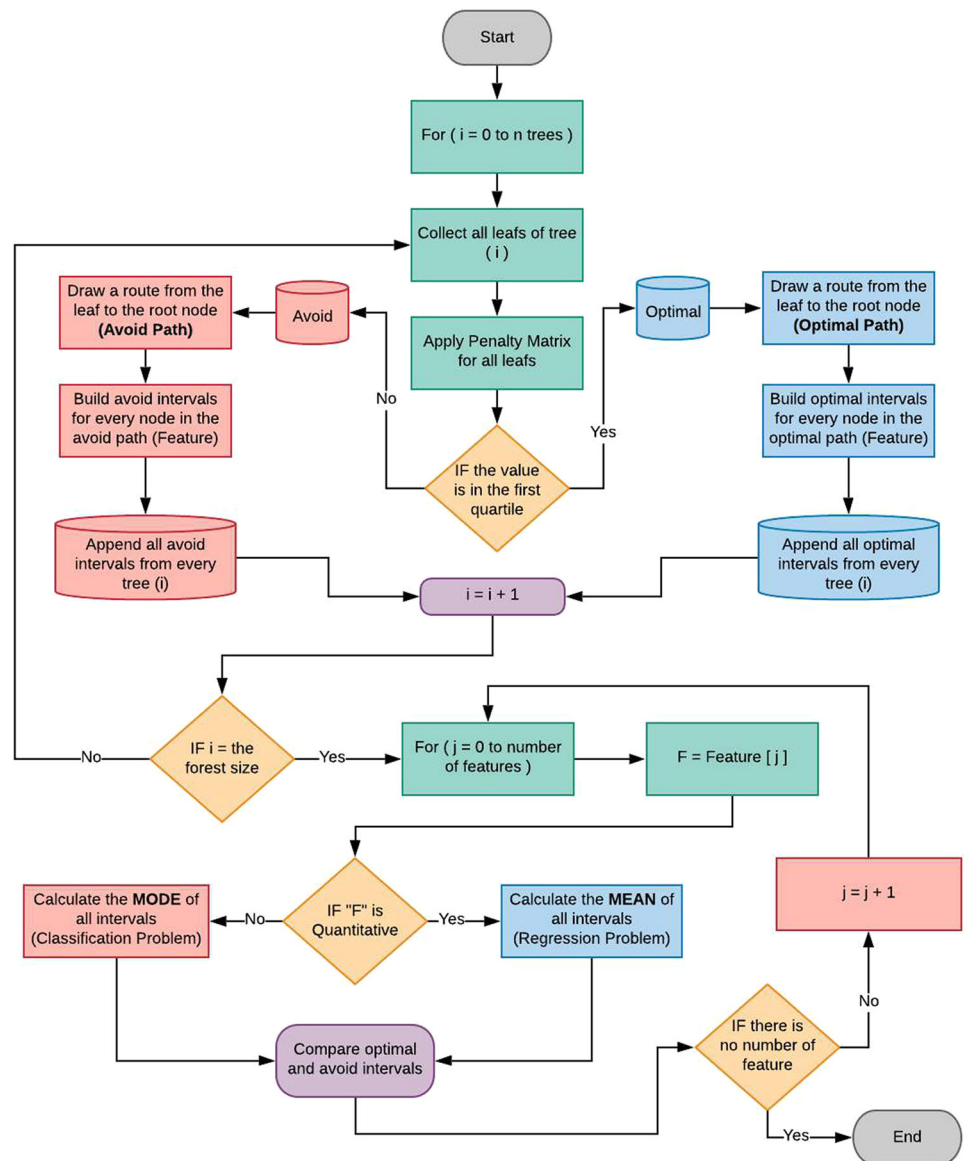 Start
For ( i = 0 to n trees )
Collect all leafs of tree
( i )
Apply Penalty Matrix
for all leafs
IF the value
is in the first
quartile
No
Yes
Avoid
Optimal
Draw a route from the
leaf to the root node
(Avoid Path)
Build avoid intervals
for every node in the
avoid path (Feature)
Append all avoid
intervals from every
tree (i)
Draw a route from the
leaf to the root node
(Optimal Path)
Build optimal intervals
for every node in the
optimal path (Feature)
Append all optimal
intervals from every
tree (i)
i = i + 1
IF i = the
forest size
No
Yes
For ( j = 0 to number
of features )
F = Feature [ j ]
IF "F" is
Quantitative
No
Yes
Calculate the MODE of
all intervals
(Classification Problem)
Calculate the MEAN of
all intervals
(Regression Problem)
Compare optimal
and avoid intervals
IF there is
no number of
feature
No
j = j + 1
Yes
End